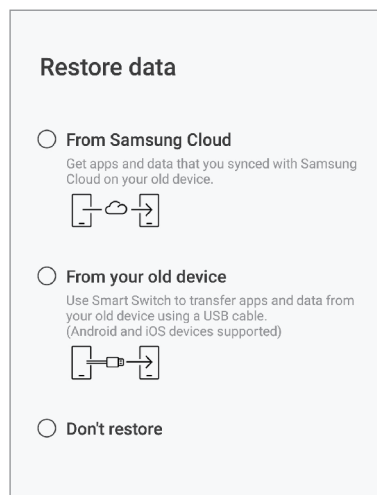 Restore data
From Samsung Cloud
Get apps and data that you synced with Samsung
Cloud on your old device.
From your old device
Use Smart Switch to transfer apps and data from
your old device using a USB cable.
(Android and iOS devices supported)
Don't restore